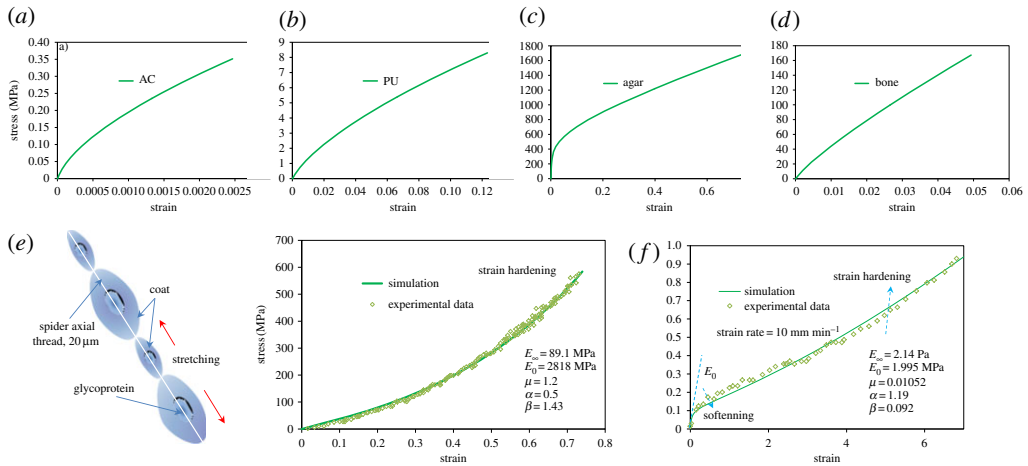 (a)
(b)
(c)
(d)
a)
AC
PU
agar
bone
stress (MPa)
0.40
0.35
0.30
0.25
0.20
0.15
0.10
0.05
0
0 0.0005 0.0010 0.0015 0.0020 0.0025
strain
9
8
7
6
5
4
3
2
1
0
0 0.02 0.04 0.06 0.08 0.10 0.12
strain
1800
1600
1400
1200
1000
800
600
400
200
0
0 0.2 0.4 0.6
strain
180
160
140
120
100
80
60
40
20
0
0 0.01 0.02 0.03 0.04 0.05 0.06
strain
(e)
coat
spider axial
thread, 20 µm
stretching
glycoprotein
stress (MPa)
700
600
500
400
300
200
100
0
0 0.1 0.2 0.3 0.4 0.5 0.6 0.7 0.8
strain
strain hardening
simulation
experimental data
E∞ = 89.1 MPa
E0 = 2818 MPa
µ = 1.2
α = 0.5
β = 1.43
(f)
1.0
0.9
0.8
0.7
0.6
0.5
0.4
0.3
0.2
0.1
0
0 2 4 6
strain
strain hardening
simulation
experimental data
strain rate = 10 mm min−1
E0
softenning
E∞ = 2.14 Pa
E0 = 1.995 MPa
µ = 0.01052
α = 1.19
β = 0.092